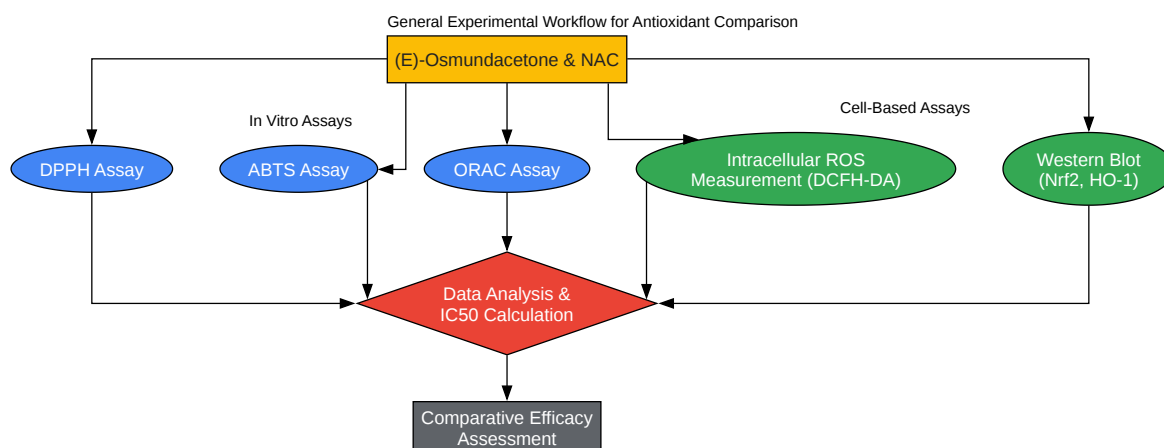 General Experimental Workflow for Antioxidant Comparison
(E)-Osmundacetone & NAC
In Vitro Assays
Cell-Based Assays
DPPH Assay
ABTS Assay
ORAC Assay
Intracellular ROS
Measurement (DCFH-DA)
Western Blot
(Nrf2, HO-1)
Data Analysis &
IC50 Calculation
Comparative Efficacy
Assessment